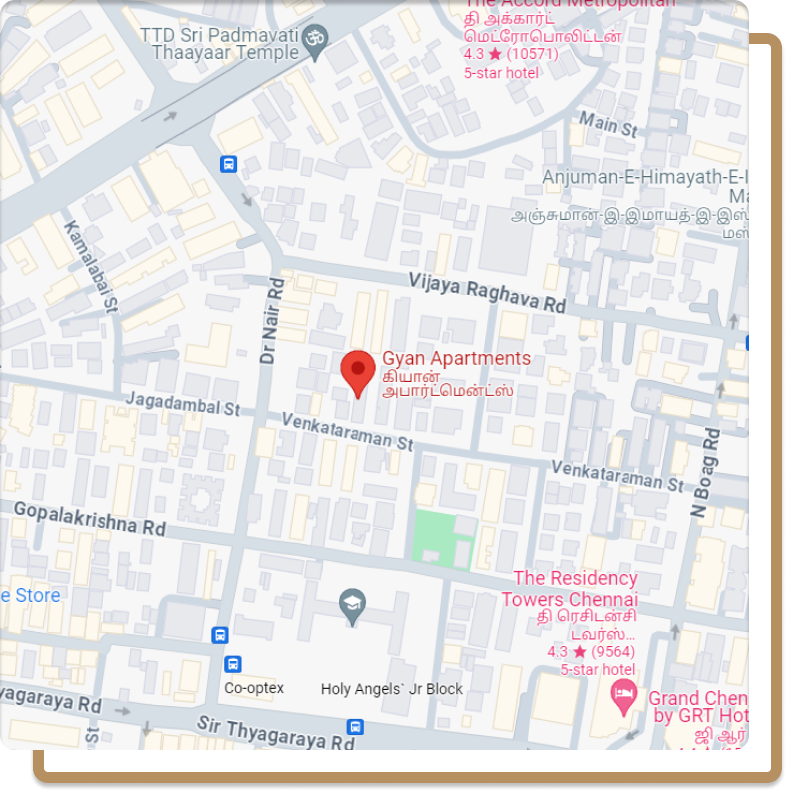 The Accord Metropolitan
தி அக்கார்ட்
மெட்ரோபொலிட்டன்
4.3 ★ (10571)
5-star hotel
TTD Sri Padmavati
Thaayaar Temple
Main St
Anjuman-E-Himayath-E-I
Ma
அஞ்சுமான்-இ-இமாயத்-இ-இஸ்
மஸ்
Kamalabai St
Vijaya Raghava Rd
Dr Nair Rd
Gyan Apartments
கியான்
அபார்ட்மென்ட்ஸ்
Jagadambal St
Venkataraman St
Venkataraman St
N Boag Rd
Gopalakrishna Rd
The Residency
Towers Chennai
தி ரெசிடன்சி
டவர்ஸ்...
4.3 ★ (9564)
5-star hotel
e Store
Co-optex
Holy Angels` Jr Block
Grand Chen
by GRT Hot
ஜி ஆர்
yagaraya Rd
St
Sir Thyagaraya Rd